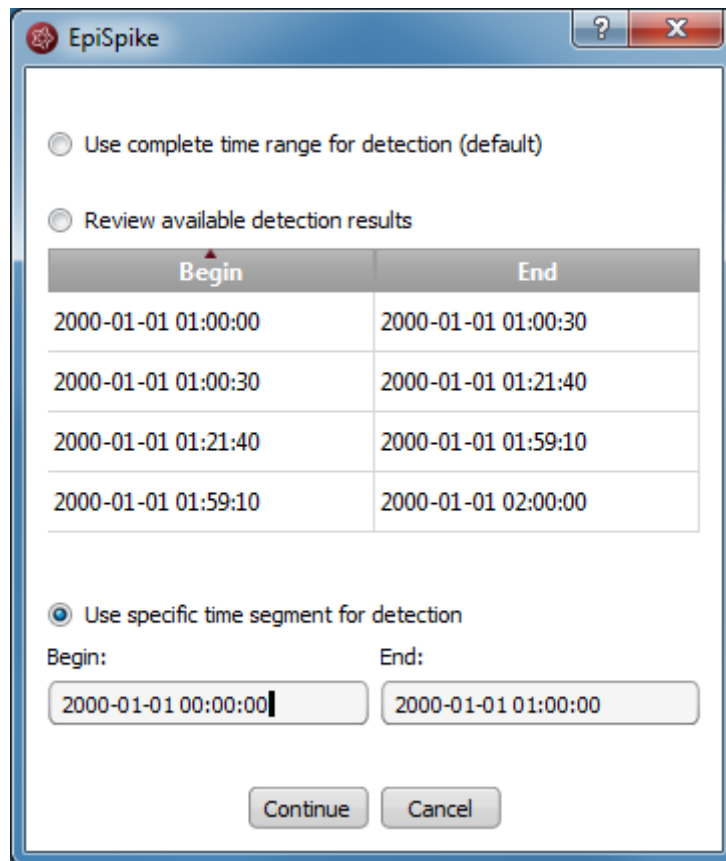 EpiSpike
Use complete time range for detection (default)
Review available detection results
Begin End
2000-01-01 01:00:00 2000-01-01 01:00:30
2000-01-01 01:00:30 2000-01-01 01:21:40
2000-01-01 01:21:40 2000-01-01 01:59:10
2000-01-01 01:59:10 2000-01-01 02:00:00
Use specific time segment for detection
Begin: End:
2000-01-01 00:00:00 2000-01-01 01:00:00
Continue Cancel